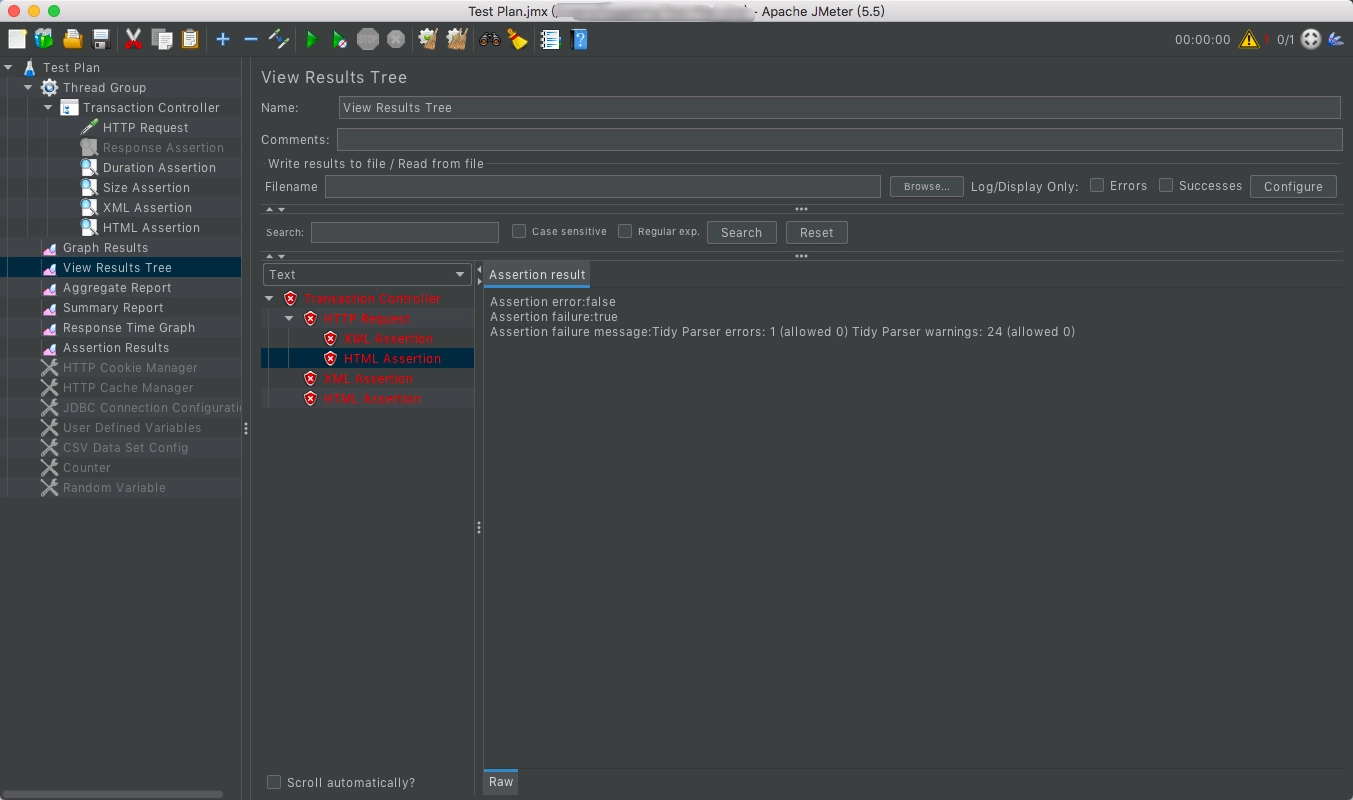 Test Plan.jmx ( - Apache JMeter (5.5)
STOP
00:00:00 1 0/1
Test Plan
Thread Group
Transaction Controller
HTTP Request
Response Assertion
Duration Assertion
Size Assertion
XML Assertion
HTML Assertion
Graph Results
View Results Tree
Aggregate Report
Summary Report
Response Time Graph
Assertion Results
HTTP Cookie Manager
HTTP Cache Manager
JDBC Connection Configurati
User Defined Variables
CSV Data Set Config
Counter
Random Variable
View Results Tree
Name: View Results Tree
Comments:
Write results to file / Read from file
Filename Browse... Log/Display Only: Errors Successes Configure
Search: Case sensitive Regular exp. Search Reset
Text
Transaction Controller
HTTP Request
XML Assertion
HTML Assertion
XML Assertion
HTML Assertion
Scroll automatically?
Assertion result
Assertion error:false
Assertion failure:true
Assertion failure message:Tidy Parser errors: 1 (allowed 0) Tidy Parser warnings: 24 (allowed 0)
Raw